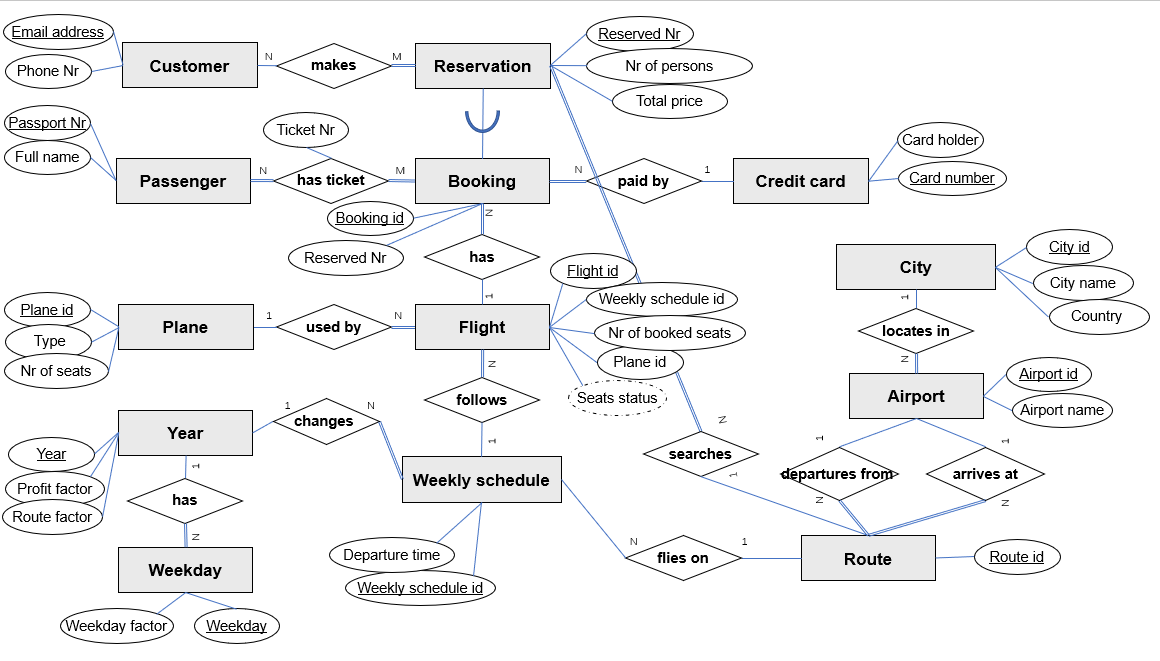 Email address
Phone Nr
Customer
N
makes
M
Reservation
Reserved Nr
Nr of persons
Total price
Passport Nr
Full name
Passenger
N
Ticket Nr
has ticket
M
Booking
N
paid by
1
Credit card
Card holder
Card number
Booking id
Reserved Nr
N
has
1
City
City id
City name
Country
1
locates in
N
Plane id
Type
Nr of seats
Plane
1
used by
N
Flight
Flight id
Weekly schedule id
Nr of booked seats
Plane id
Seats status
N
follows
1
Airport
Airport id
Airport name
Year
Profit factor
Route factor
Year
1
changes
N
Weekly schedule
N
searches
1
1
departures from
N
1
arrives at
N
1
has
N
Departure time
Weekly schedule id
N
flies on
1
Route
Route id
Weekday
Weekday factor
Weekday